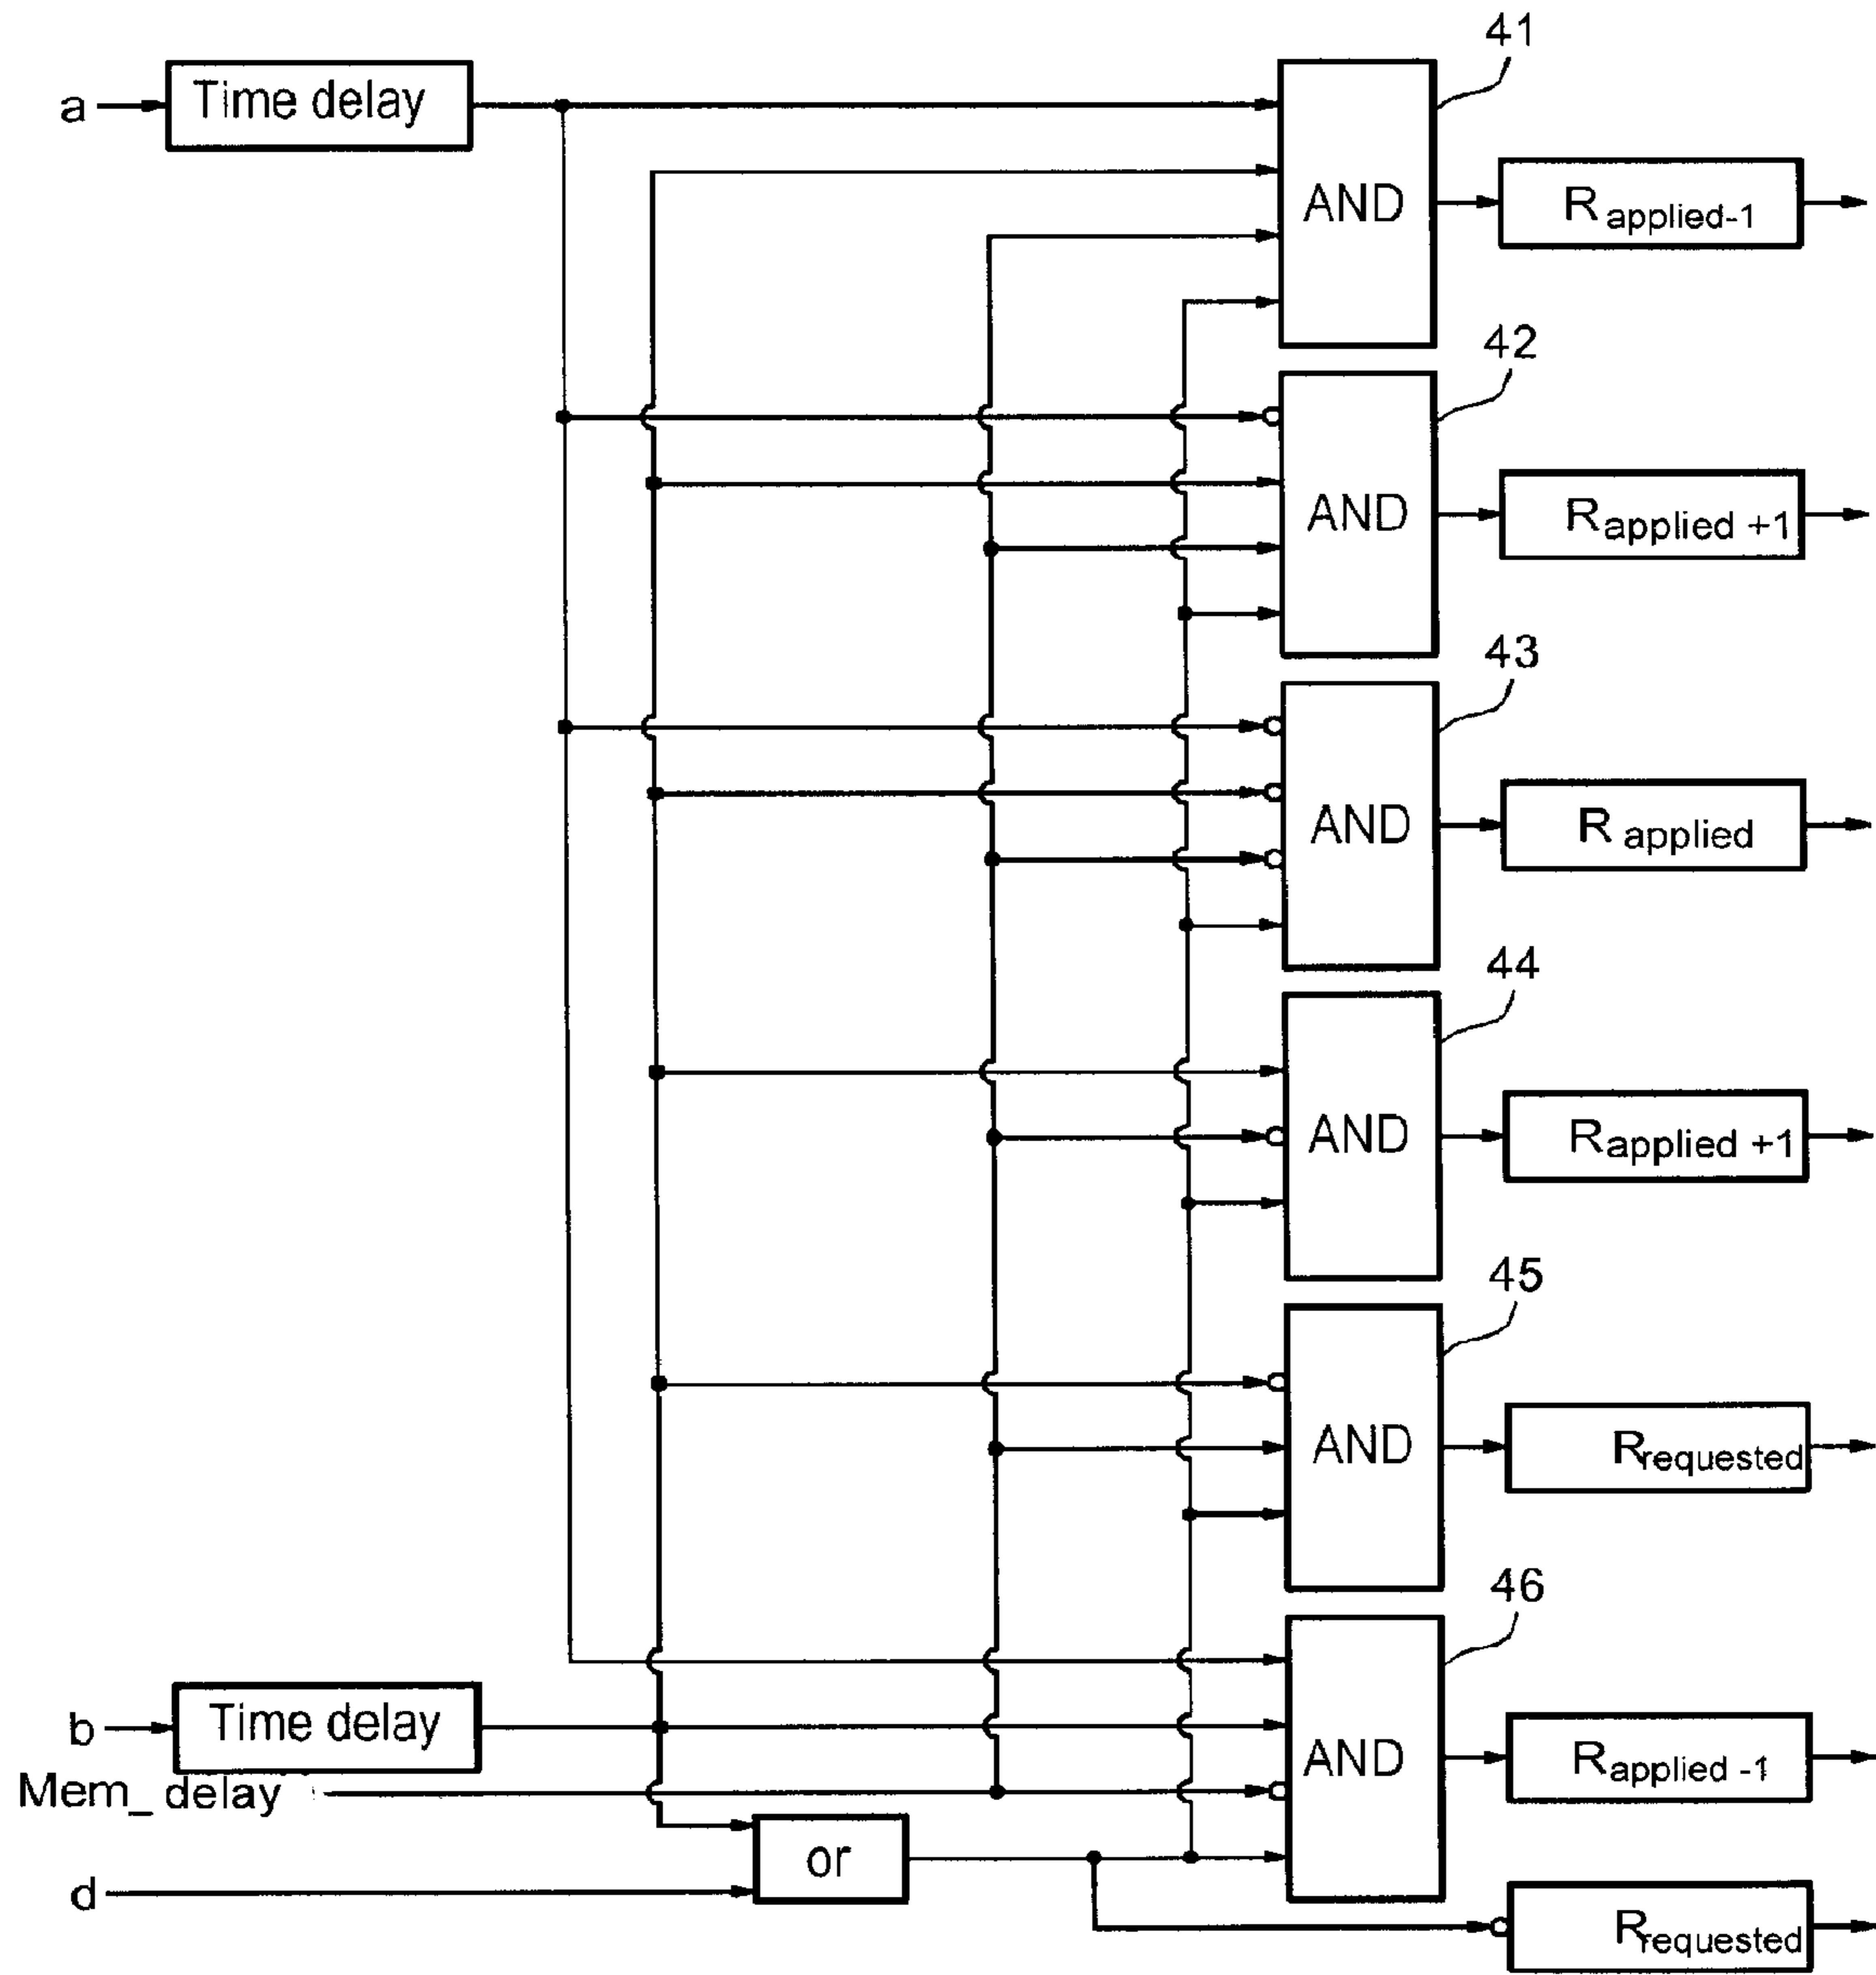 41
a
Time delay
AND
R applied-1
42
AND
Rapplied +1
43
AND
R applied
44
AND
Rapplied +1
45
AND
Rrequested
46
b
Time delay
AND
Rapplied -1
Mem_ delay
or
d
Rrequested